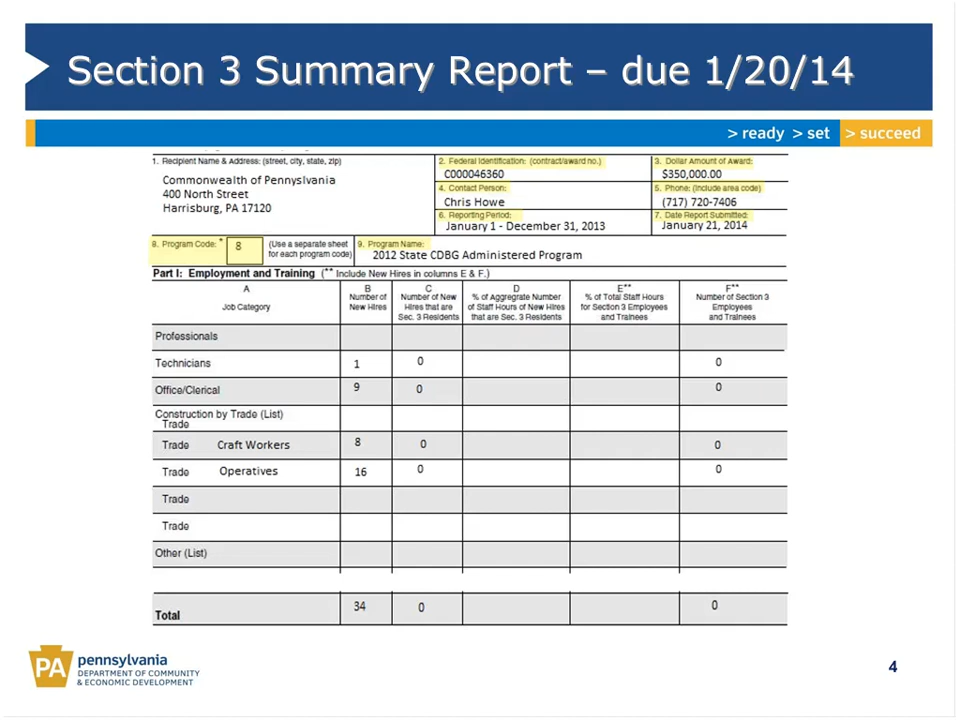 Section 3 Summary Report – due 1/20/14
> ready > set > succeed
1. Recipient Name & Address: (street, city, state, zip)
Commonwealth of Pennyslvania
400 North Street
Harrisburg, PA 17120
2. Federal Identification: (contract/award no.)
C000046360
3. Dollar Amount of Award:
$350,000.00
4. Contact Person:
Chris Howe
5. Phone: (Include area code)
(717) 720-7406
6. Reporting Period:
January 1 - December 31, 2013
7. Date Report Submitted:
January 21, 2014
8. Program Code: * 8 (Use a separate sheet
for each program code)
9. Program Name:
2012 State CDBG Administered Program
Part I: Employment and Training (** Include New Hires in columns E & F.)
A
Job Category
B
Number of
New Hires
C
Number of New
Hires that are
Sec. 3 Residents
D
% of Aggregate Number
of Staff Hours of New Hires
that are Sec. 3 Residents
E**
% of Total Staff Hours
for Section 3 Employees
and Trainees
F**
Number of Section 3
Employees
and Trainees
Professionals
Technicians 1 0 0
Office/Clerical 9 0 0
Construction by Trade (List)
Trade
Trade Craft Workers 8 0 0
Trade Operatives 16 0 0
Trade
Trade
Other (List)
Total 34 0 0
PA
pennsylvania
DEPARTMENT OF COMMUNITY
& ECONOMIC DEVELOPMENT
4